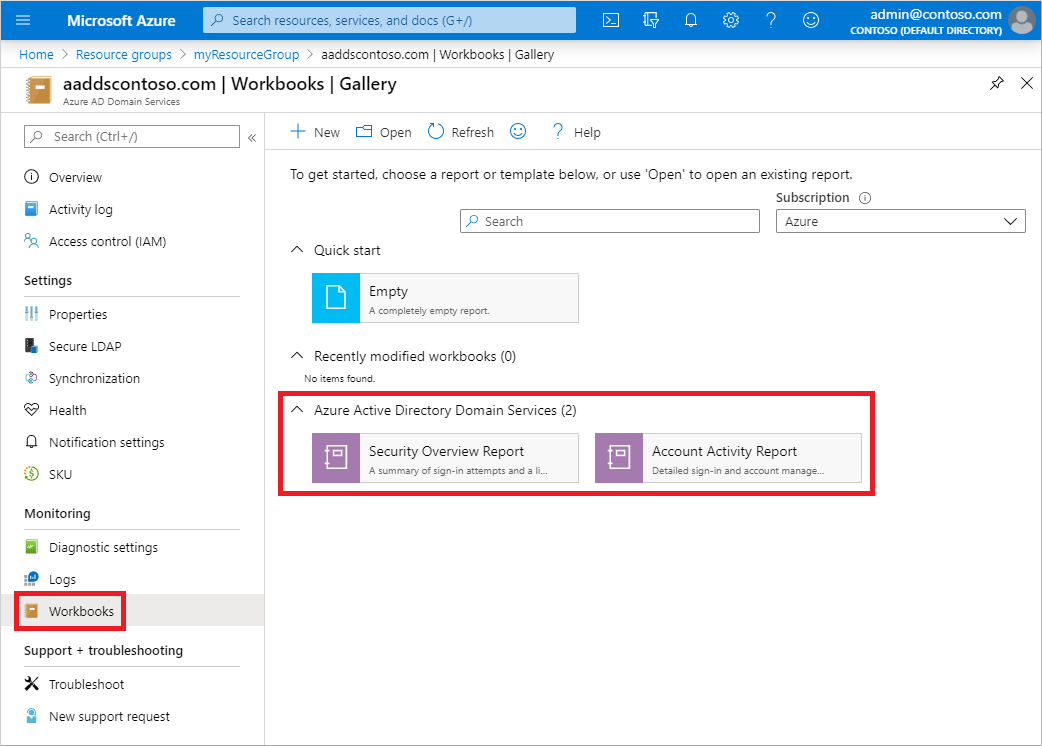 Microsoft Azure
Search resources, services, and docs (G+/)
admin@contoso.com
CONTOSO (DEFAULT DIRECTORY)
Home > Resource groups > myResourceGroup > aaddscontoso.com | Workbooks | Gallery
aaddscontoso.com | Workbooks | Gallery
Azure AD Domain Services
Search (Ctrl+/)
Overview
Activity log
Access control (IAM)
Settings
Properties
Secure LDAP
Synchronization
Health
Notification settings
SKU
Monitoring
Diagnostic settings
Logs
Workbooks
Support + troubleshooting
Troubleshoot
New support request
New Open Refresh Help
To get started, choose a report or template below, or use 'Open' to open an existing report.
Subscription
Search
Azure
Quick start
Empty
A completely empty report.
Recently modified workbooks (0)
No items found.
Azure Active Directory Domain Services (2)
Security Overview Report
A summary of sign-in attempts and a li...
Account Activity Report
Detailed sign-in and account manage...